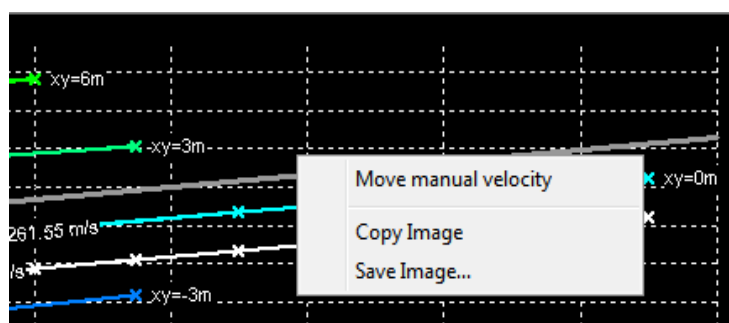 xy=6m
xy=3m
Move manual velocity
xy=0m
261.55 m/s
Copy Image
/s
Save Image...
xy=-3m